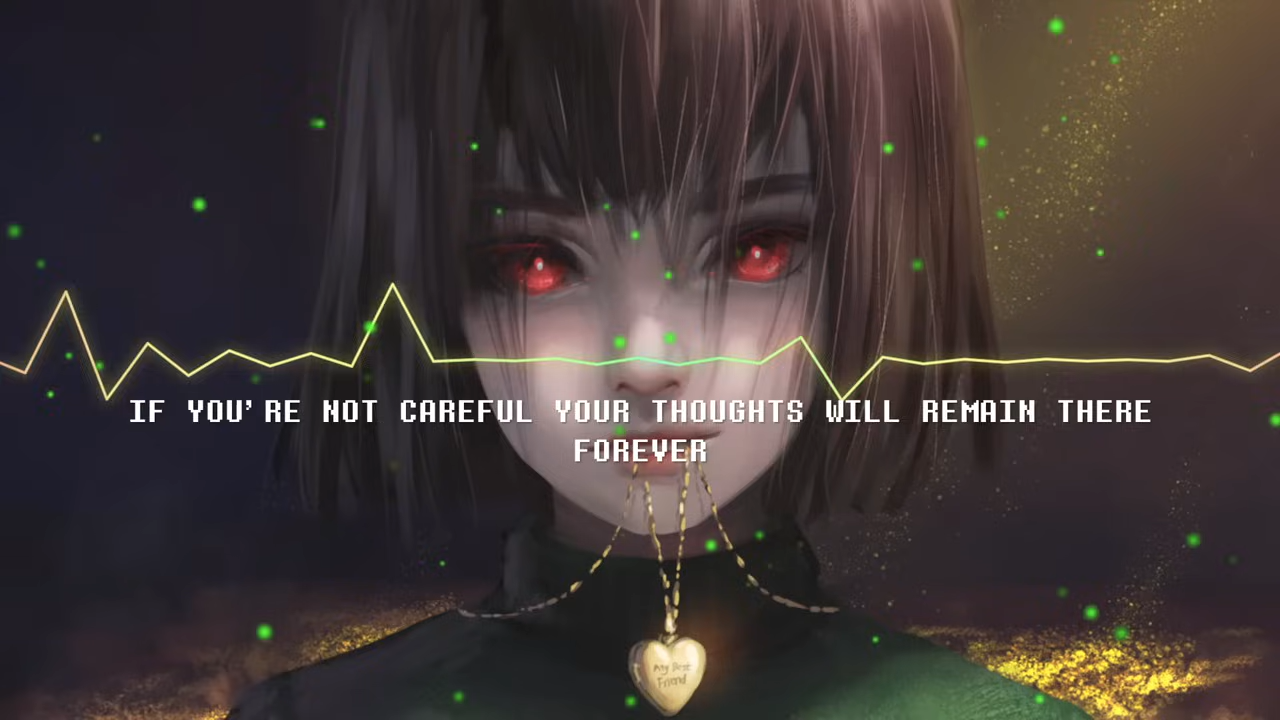 IF YOU'RE NOT CAREFUL YOUR THOUGHTS WILL REMAIN THERE
FOREVER
My Best
Friend